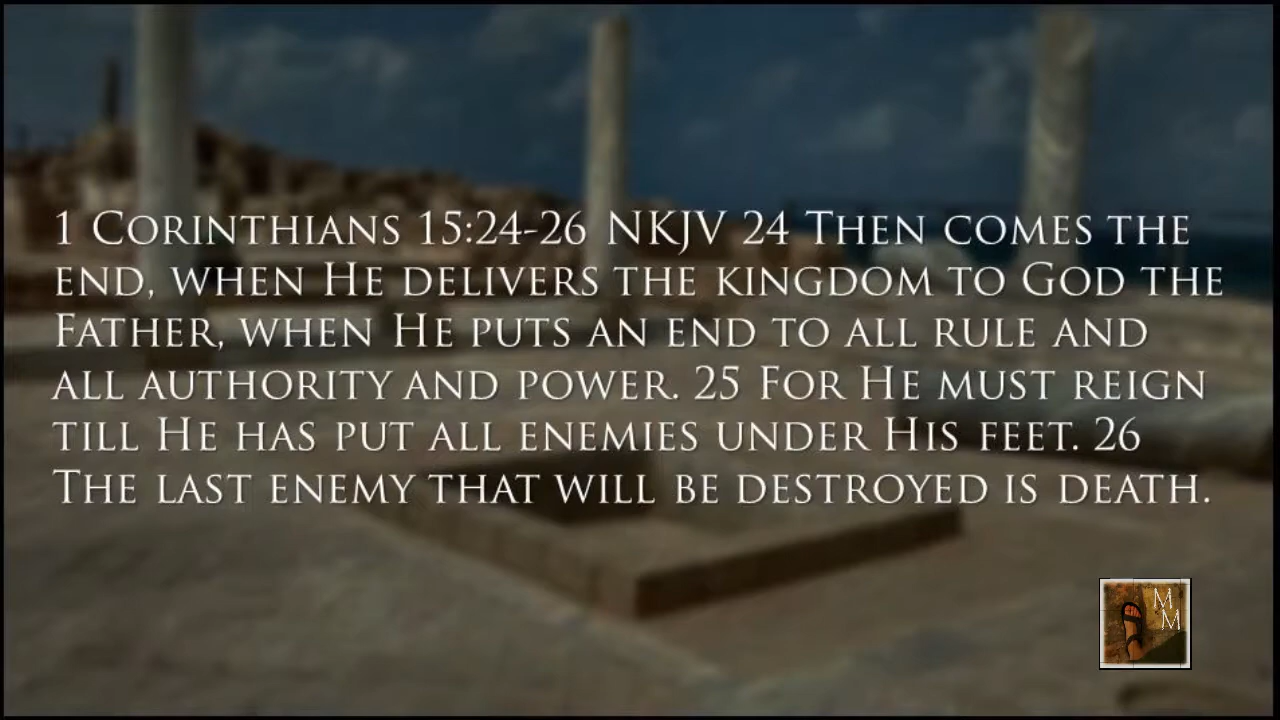 1 Corinthians 15:24-26 NKJV 24 Then comes the
end, when He delivers the kingdom to God the
Father, when He puts an end to all rule and
all authority and power. 25 For He must reign
till He has put all enemies under His feet. 26
The last enemy that will be destroyed is death.
M
M